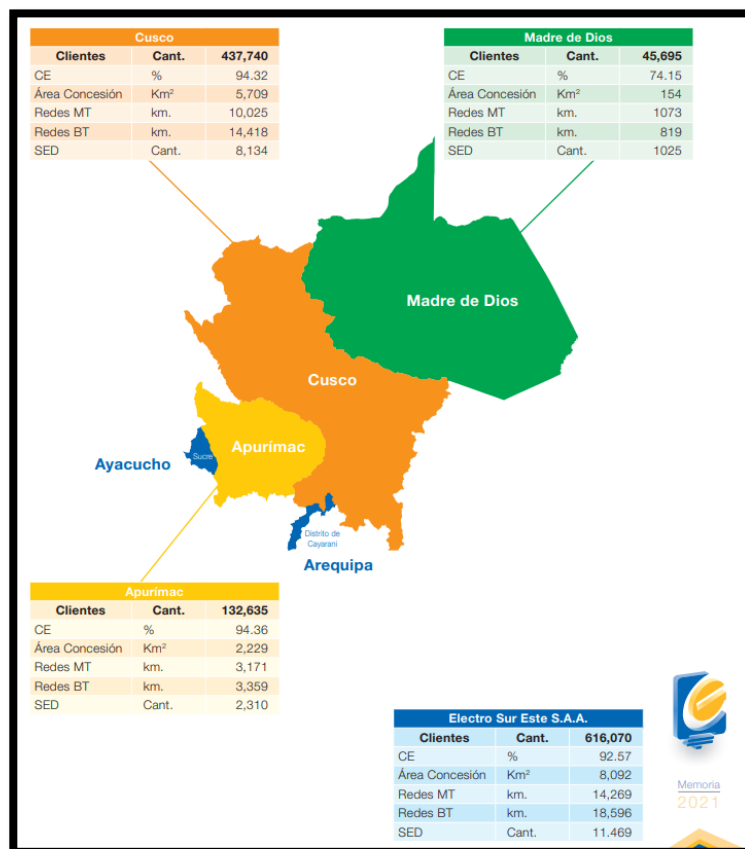 Cusco
Clientes Cant. 437,740
CE % 94.32
Área Concesión Km² 5,709
Redes MT km. 10,025
Redes BT km. 14,418
SED Cant. 8,134
Madre de Dios
Clientes Cant. 45,695
CE % 74.15
Área Concesión Km² 154
Redes MT km. 1073
Redes BT km. 819
SED Cant. 1025
Madre de Dios
Cusco
Apurímac
Ayacucho
Sucre
Distrito de
Cayarani
Arequipa
Apurímac
Clientes Cant. 132,635
CE % 94.36
Área Concesión Km² 2,229
Redes MT km. 3,171
Redes BT km. 3,359
SED Cant. 2,310
Electro Sur Este S.A.A.
Clientes Cant. 616,070
CE % 92.57
Área Concesión Km² 8,092
Redes MT km. 14,269
Redes BT km. 18,596
SED Cant. 11.469
Memoria
2021